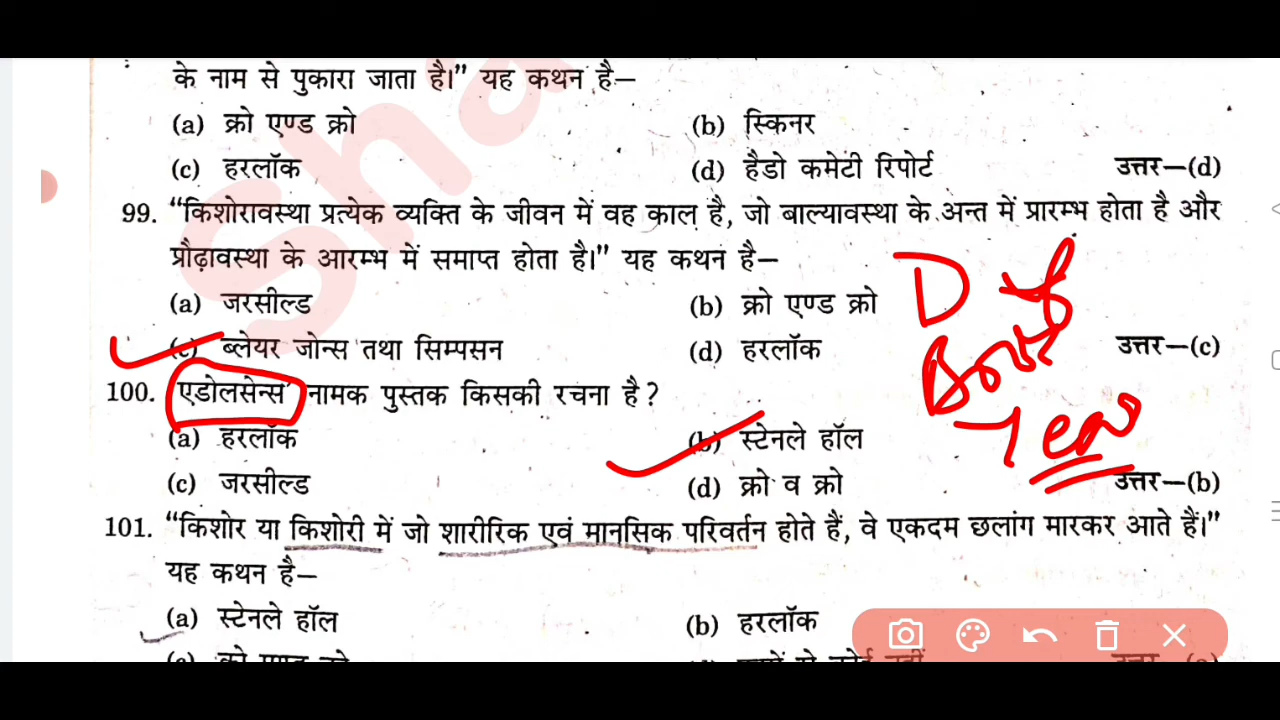 के नाम से पुकारा जाता है।” यह कथन है—
(a) क्रो एण्ड क्रो (b) स्किनर
(c) हरलॉक (d) हैडो कमेटी रिपोर्ट उत्तर—(d)
99. “किशोरावस्था प्रत्येक व्यक्ति के जीवन में वह काल है, जो बाल्यावस्था के अन्त में प्रारम्भ होता है और
प्रौढ़ावस्था के आरम्भ में समाप्त होता है।” यह कथन है—
(a) जरसील्ड (b) क्रो एण्ड क्रो
(c) ब्लेयर जोन्स तथा सिम्पसन (d) हरलॉक उत्तर—(c)
100. ‘एडोलसेन्स’ नामक पुस्तक किसकी रचना है ?
(a) हरलॉक (b) स्टेनले हॉल
(c) जरसील्ड (d) क्रो व क्रो उत्तर—(b)
101. “किशोर या किशोरी में जो शारीरिक एवं मानसिक परिवर्तन होते हैं, वे एकदम छलांग मारकर आते हैं।”
यह कथन है—
(a) स्टेनले हॉल (b) हरलॉक
Sha